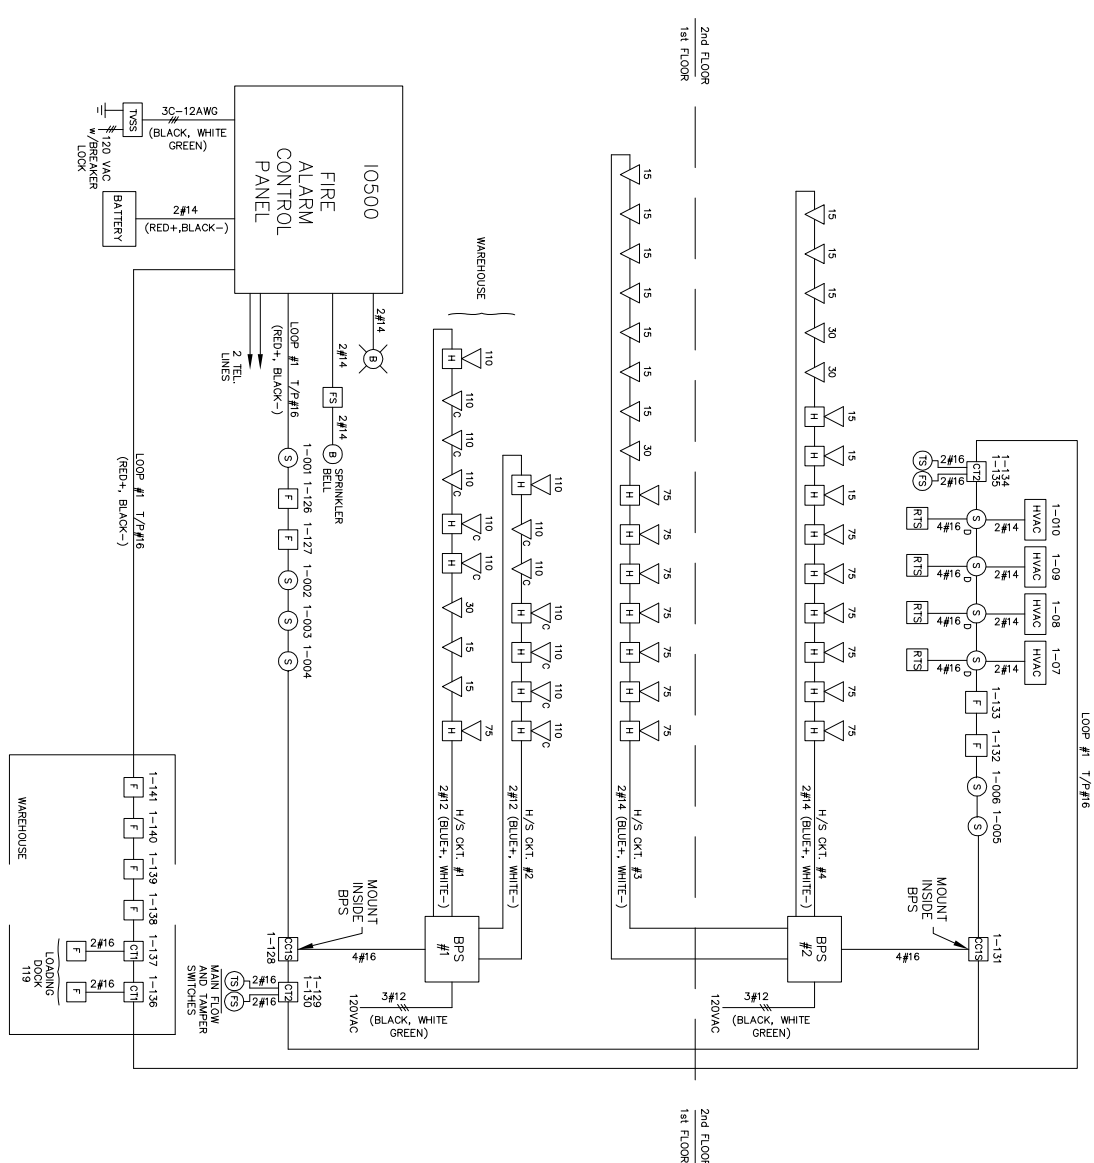 2nd FLOOR
1st FLOOR
IO500
FIRE
ALARM
CONTROL
PANEL
TVSS
3C-12AWG
(BLACK, WHITE
GREEN)
120 VAC
w/BREAKER
LOCK
BATTERY
2#14
(RED+,BLACK-)
2 TEL.
LINES
LOOP #1 T/P#16
(RED+, BLACK-)
2#14
FS
2#14
B
SPRINKLER
BELL
2#14
B
LOOP #1 T/P#16
(RED+, BLACK-)
1-001 1-126 1-127 1-002 1-003 1-004
S F F S S S
WAREHOUSE
110 110 110 110 110 110 30 15 15 75
H C C C H C H C H
2#12 (BLUE+, WHITE-)
H/S CKT. #1
110 110 110 110 110 110 110
H C C H C H C H C H C
2#12 (BLUE+, WHITE-)
H/S CKT. #2
15 15 15 15 15 15 15 30 75 75 75 75 75 75 75
H H H H H H H
2#14 (BLUE+, WHITE-)
H/S CKT. #3
15 15 15 15 30 30 15 15 15 75 75 75 75 75
H H H H H H H H H
2#14 (BLUE+, WHITE-)
H/S CKT. #4
BPS
#1
3#12
(BLACK, WHITE
GREEN)
120VAC
4#16
MOUNT
INSIDE
BPS
CC1S
1-128
1-129
1-130
CT2
TS 2#16
FS 2#16
MAIN FLOW
AND TAMPER
SWITCHES
BPS
#2
3#12
(BLACK, WHITE
GREEN)
120VAC
4#16
MOUNT
INSIDE
BPS
CC1S
1-131
1-134
1-135
CT2
TS 2#16
FS 2#16
1-010 1-09 1-08 1-07
HVAC HVAC HVAC HVAC
2#14 2#14 2#14 2#14
S D S D S D S D
4#16 4#16 4#16 4#16
RTS RTS RTS RTS
1-133 1-132 1-006 1-005
F F S S
LOOP #1 T/P#16
1-141 1-140 1-139 1-138 1-137 1-136
F F F F CT1 CT1
2#16 2#16
F F
LOADING
DOCK
119
WAREHOUSE
2nd FLOOR
1st FLOOR